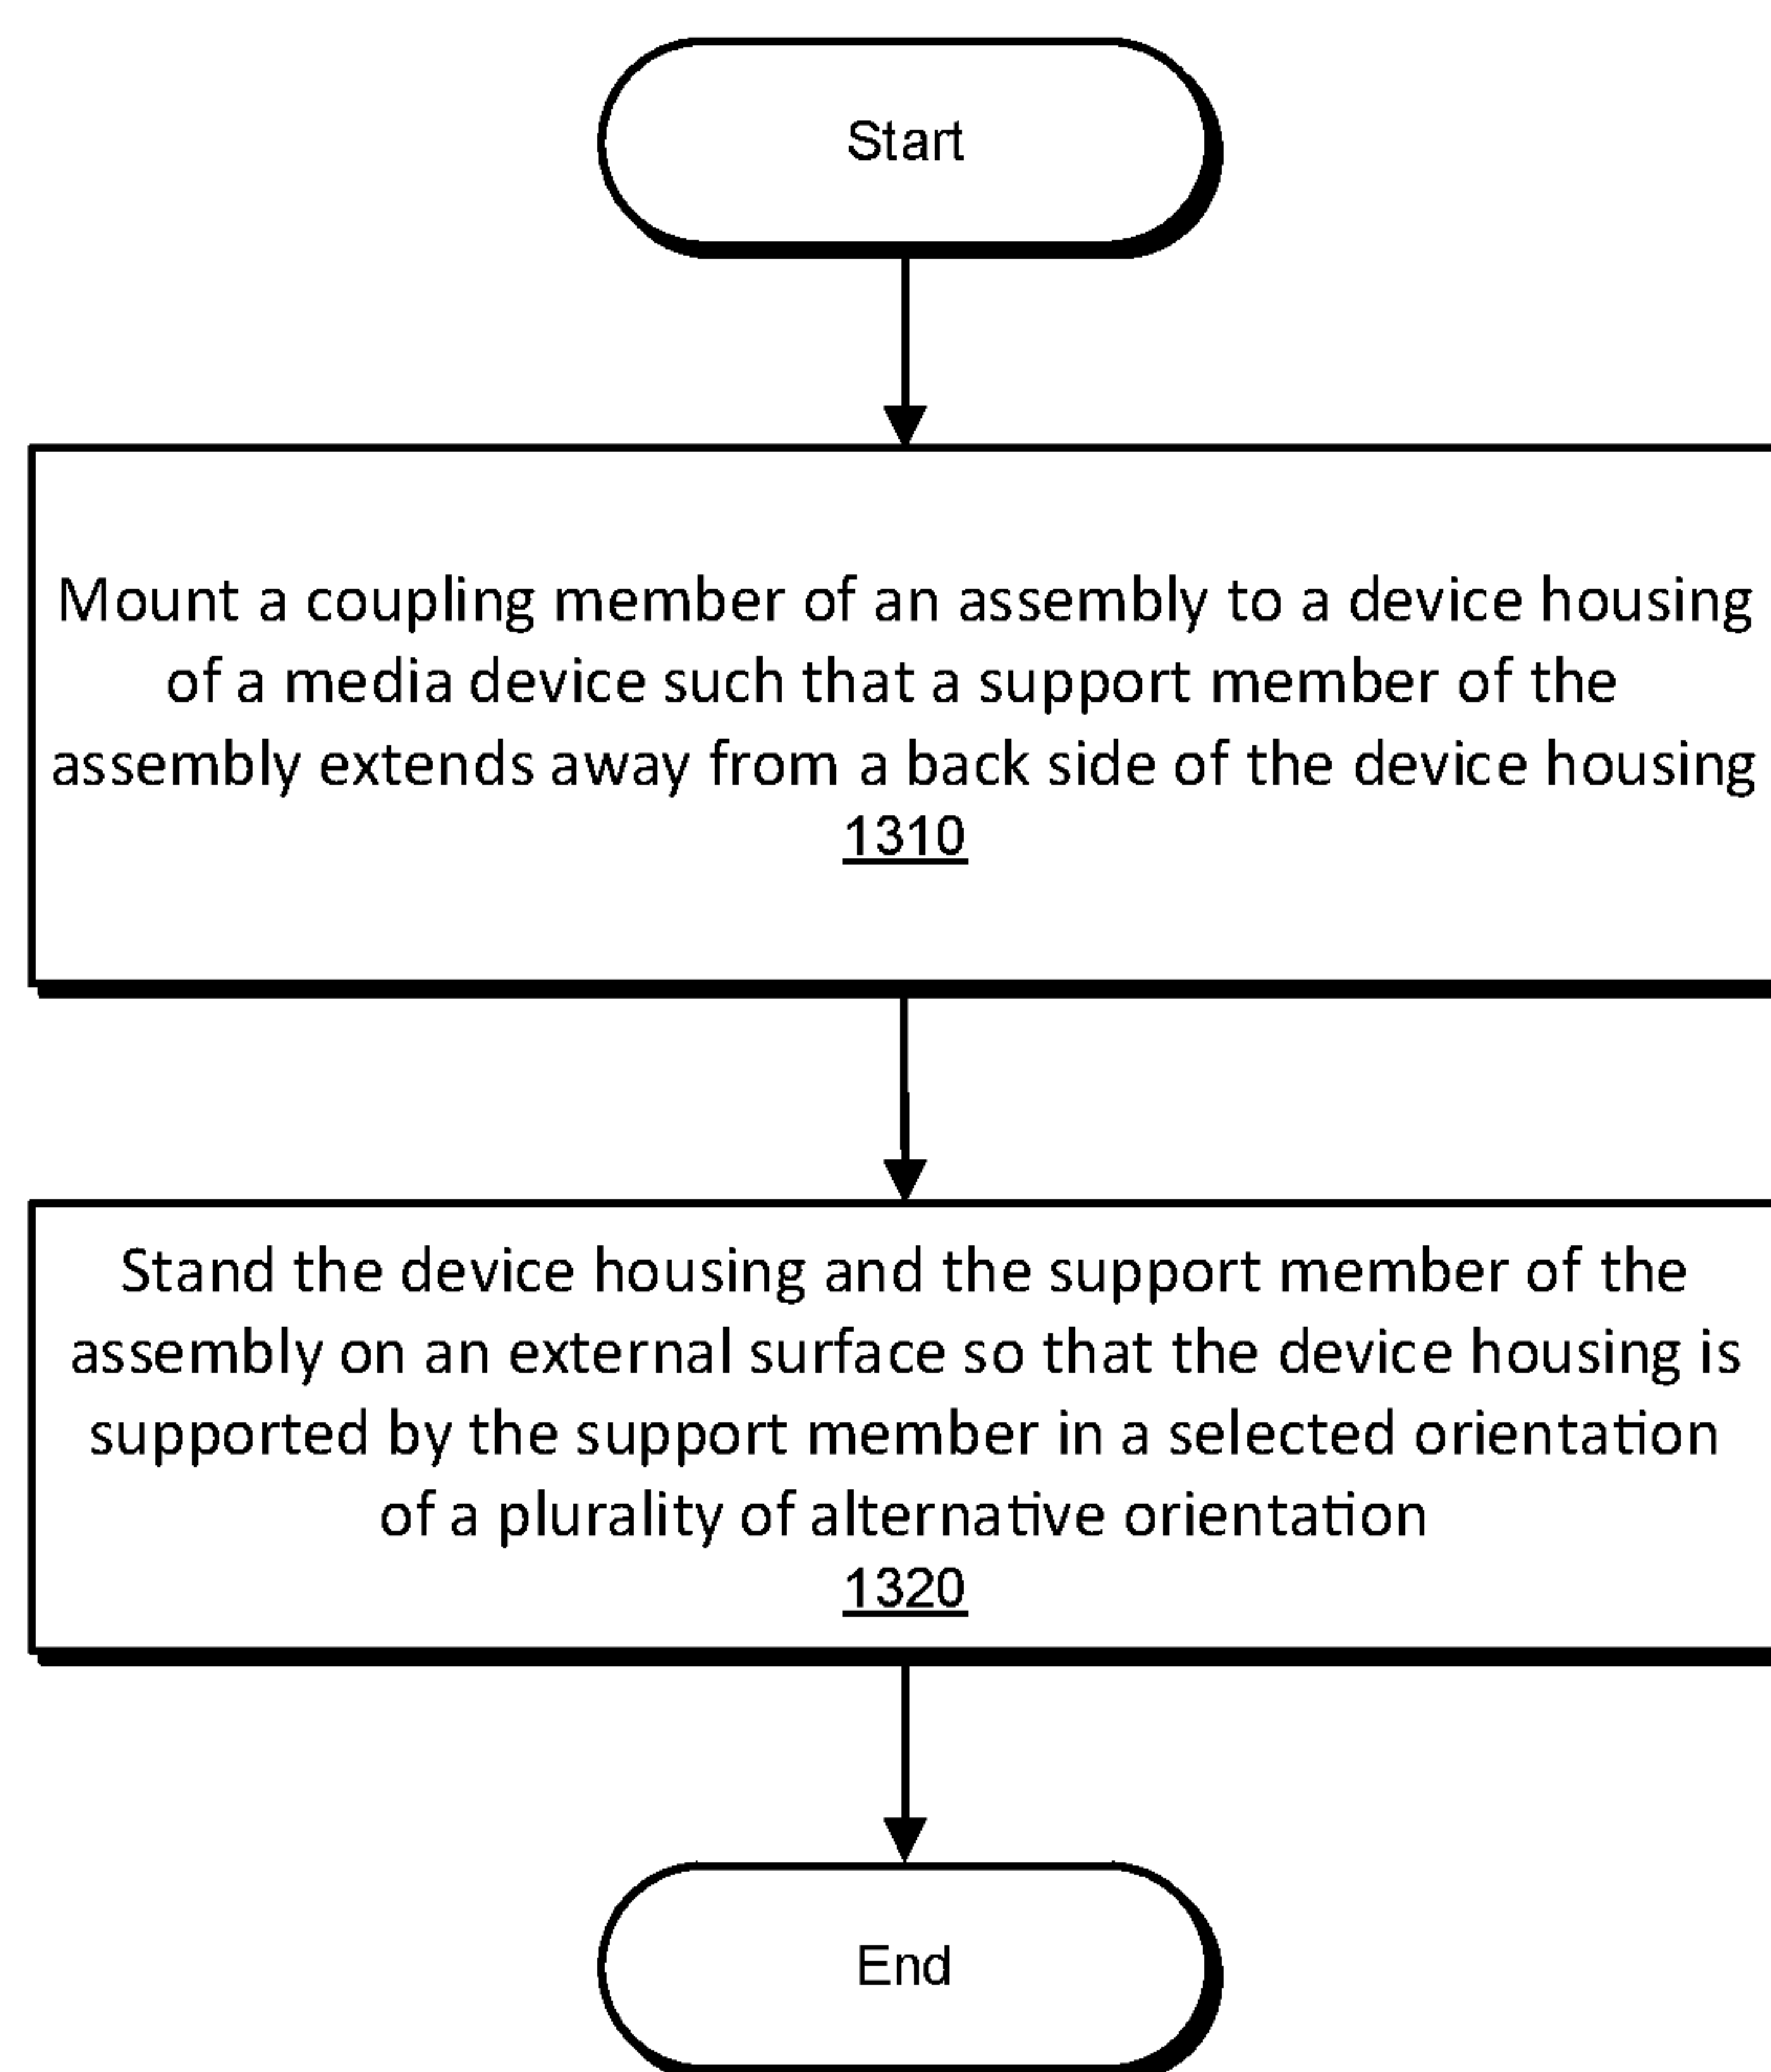 Start
Mount a coupling member of an assembly to a device housing
of a media device such that a support member of the
assembly extends away from a back side of the device housing
1310
Stand the device housing and the support member of the
assembly on an external surface so that the device housing is
supported by the support member in a selected orientation
of a plurality of alternative orientation
1320
End